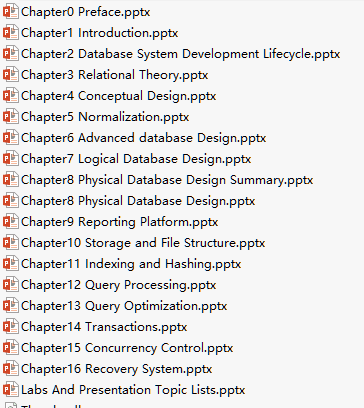 Chapter0 Preface.pptx
Chapter1 Introduction.pptx
Chapter2 Database System Development Lifecycle.pptx
Chapter3 Relational Theory.pptx
Chapter4 Conceptual Design.pptx
Chapter5 Normalization.pptx
Chapter6 Advanced database Design.pptx
Chapter7 Logical Database Design.pptx
Chapter8 Physical Database Design Summary.pptx
Chapter8 Physical Database Design.pptx
Chapter9 Reporting Platform.pptx
Chapter10 Storage and File Structure.pptx
Chapter11 Indexing and Hashing.pptx
Chapter12 Query Processing.pptx
Chapter13 Query Optimization.pptx
Chapter14 Transactions.pptx
Chapter15 Concurrency Control.pptx
Chapter16 Recovery System.pptx
Labs And Presentation Topic Lists.pptx